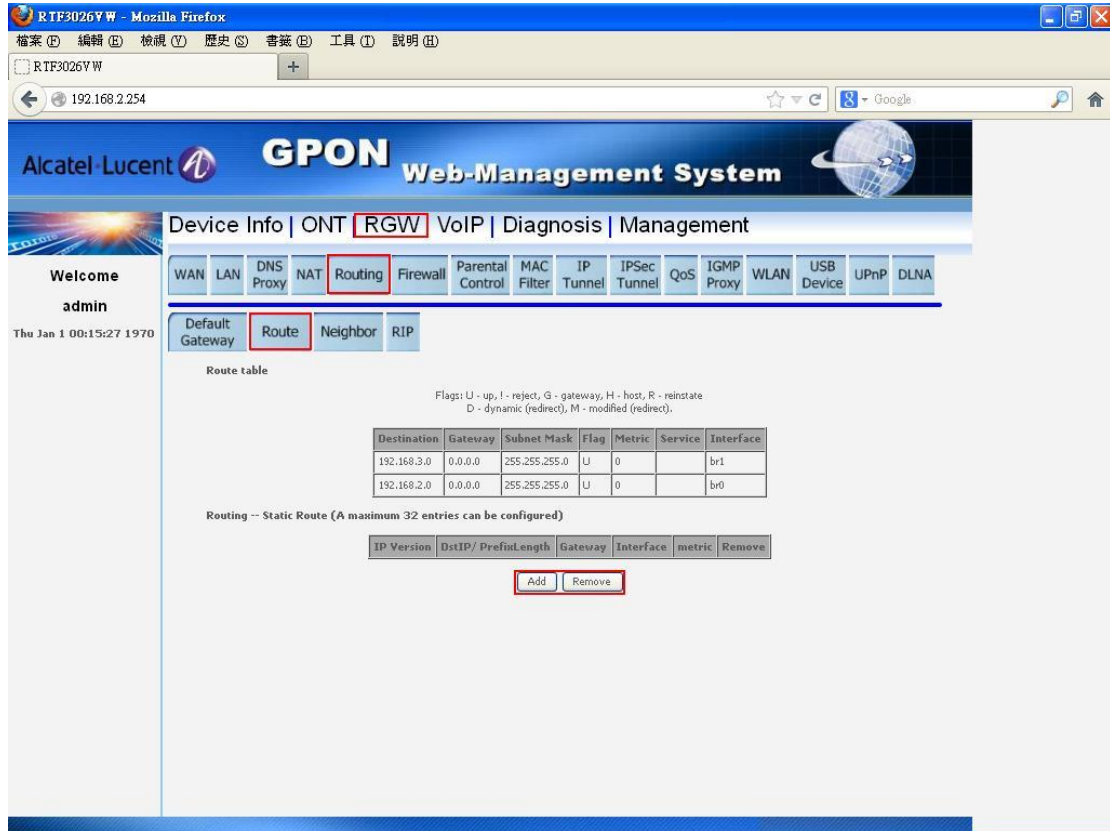 RTF3026VW - Mozilla Firefox
檔案(F) 編輯(E) 檢視(V) 歷史(S) 書籤(B) 工具(T) 說明(H)
RTF3026VW
192.168.2.254
Google
Alcatel·Lucent
GPON
Web-Management System
Device Info | ONT | RGW | VoIP | Diagnosis | Management
Welcome
admin
Thu Jan 1 00:15:27 1970
WAN LAN DNS Proxy NAT Routing Firewall Parental Control MAC Filter IP Tunnel IPSec Tunnel QoS IGMP Proxy WLAN USB Device UPnP DLNA
Default Gateway Route Neighbor RIP
Route table
Flags: U - up, ! - reject, G - gateway, H - host, R - reinstate
D - dynamic (redirect), M - modified (redirect).
Destination Gateway Subnet Mask Flag Metric Service Interface
192.168.3.0 0.0.0.0 255.255.255.0 U 0 br1
192.168.2.0 0.0.0.0 255.255.255.0 U 0 br0
Routing -- Static Route (A maximum 32 entries can be configured)
IP Version DstIP/ PrefixLength Gateway Interface metric Remove
Add Remove